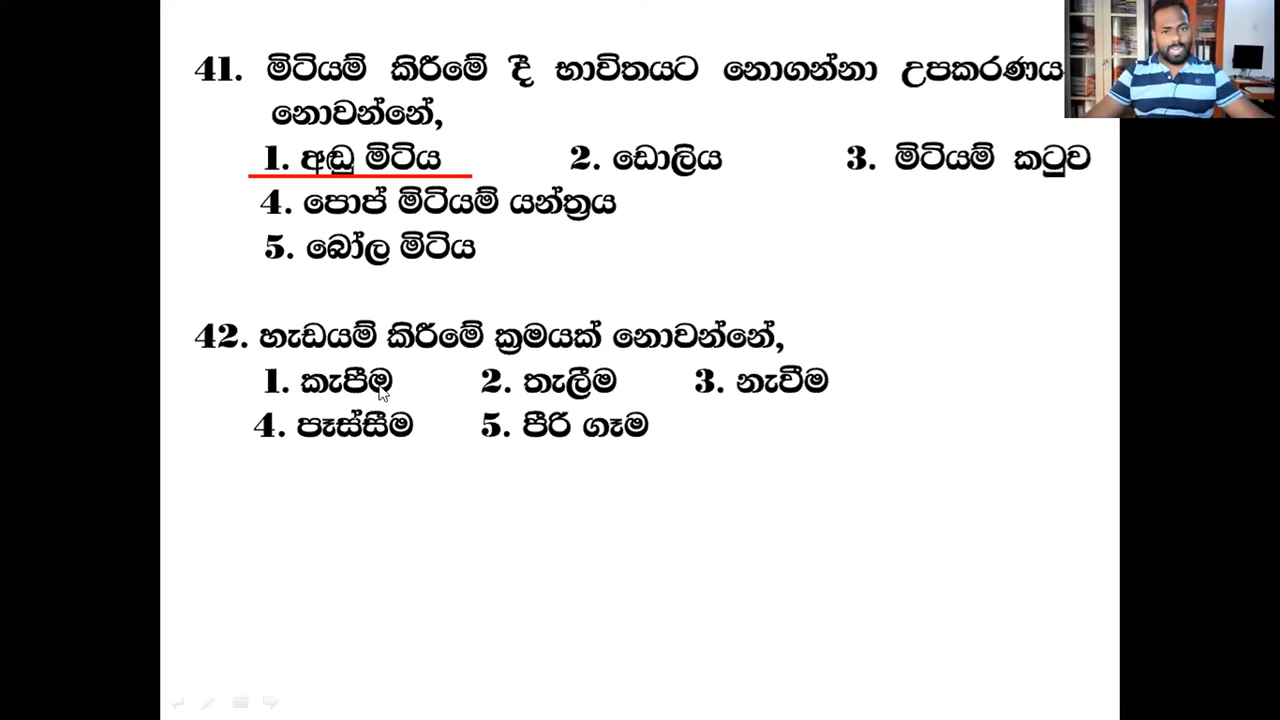 41. මිටියම් කිරීමේ දී භාවිතයට නොගන්නා උපකරණය
නොවන්නේ,
1. අඬු මිටිය 2. ඩොලිය 3. මිටියම් කටුව
4. පොප් මිටියම් යන්ත්‍රය
5. බෝල මිටිය
42. හැඩයම් කිරීමේ ක්‍රමයක් නොවන්නේ,
1. කැපීම 2. තැලීම 3. නැවීම
4. පෑස්සීම 5. පීරි ගෑම